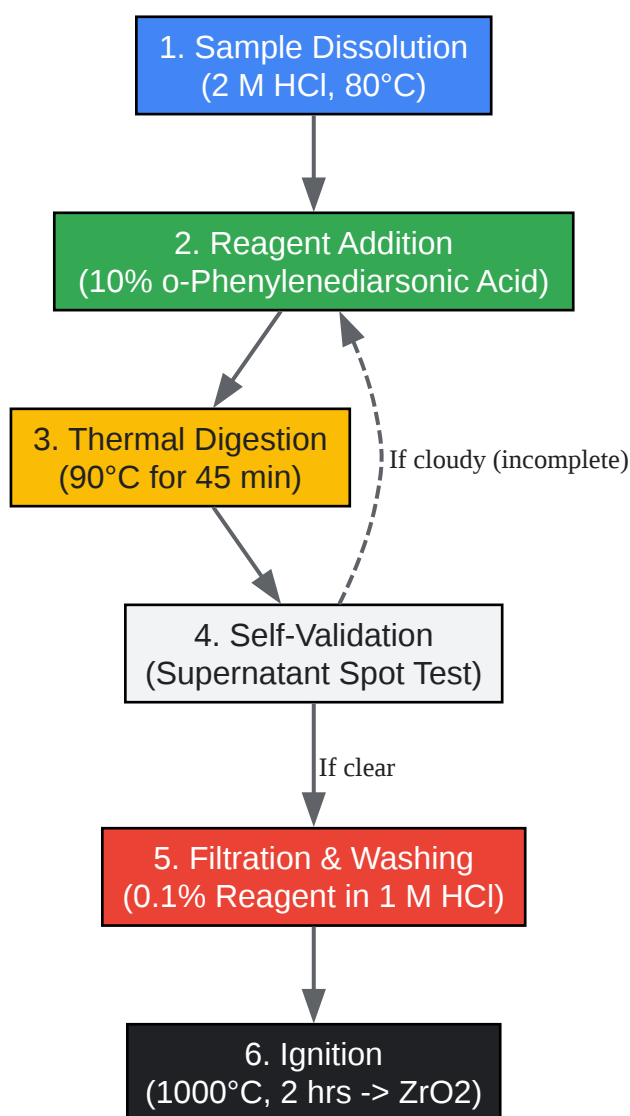 1. Sample Dissolution
(2 M HCl, 80°C)
2. Reagent Addition
(10% o-Phenylenediarsonic Acid)
3. Thermal Digestion
(90°C for 45 min)
If cloudy (incomplete)
4. Self-Validation
(Supernatant Spot Test)
If clear
5. Filtration & Washing
(0.1% Reagent in 1 M HCl)
6. Ignition
(1000°C, 2 hrs -> ZrO2)